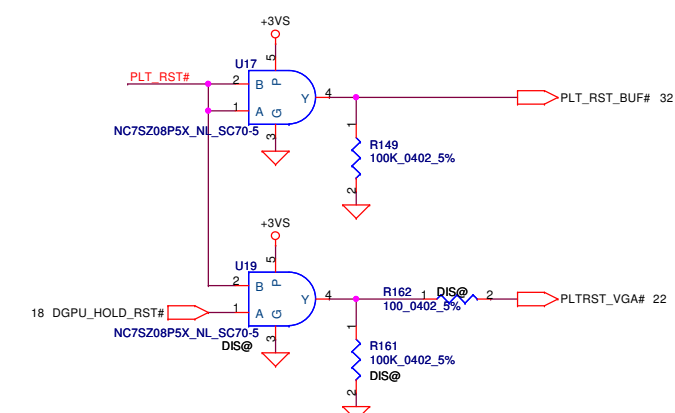 +3VS
U17
5
PLT_RST#
2
B
P
Y
4
PLT_RST_BUF# 32
1
A
G
NC7SZ08P5X_NL_SC70-5
3
1
R149
100K_0402_5%
2
+3VS
U19
5
2
B
P
Y
4
R162
1
DIS@
2
PLTRST_VGA# 22
100_0402_5%
18 DGPU_HOLD_RST#
1
A
G
NC7SZ08P5X_NL_SC70-5
DIS@
3
1
R161
100K_0402_5%
DIS@
2